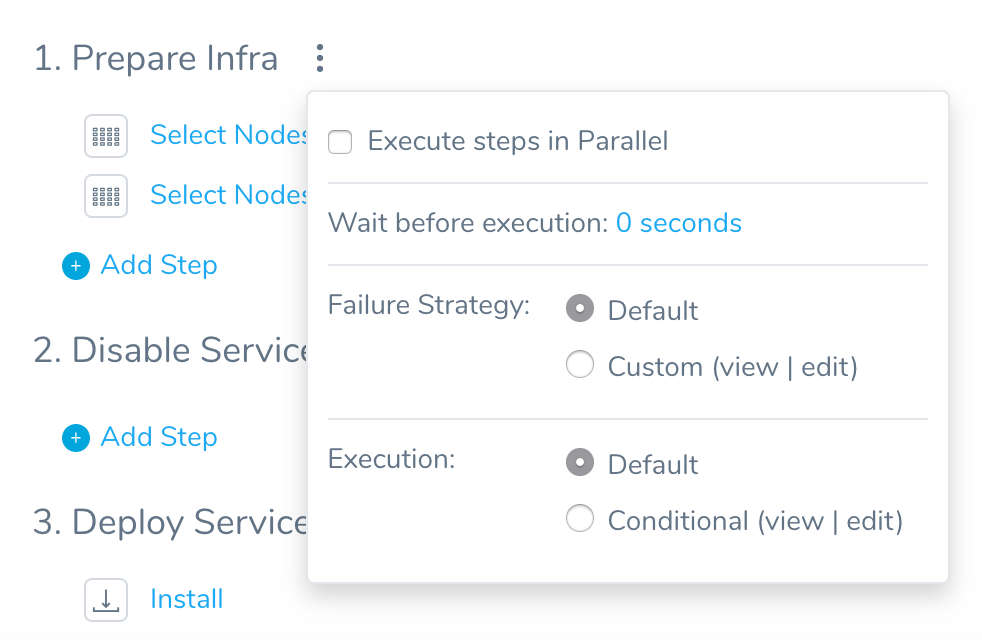 1. Prepare Infra
Select Nodes
Select Nodes
Add Step
2. Disable Service
Add Step
3. Deploy Service
Install
Execute steps in Parallel
Wait before execution: 0 seconds
Failure Strategy:
Default
Custom (view | edit)
Execution:
Default
Conditional (view | edit)